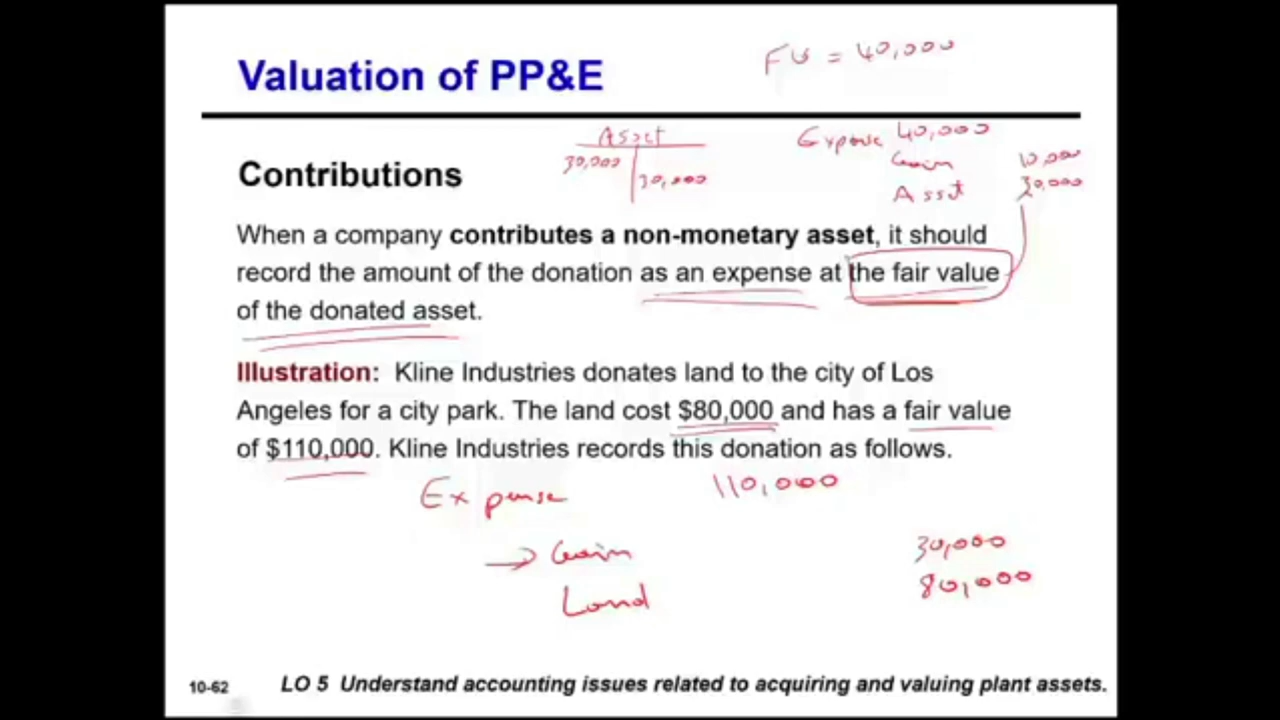 Valuation of PP&E
FV = 40,000
Asset
30,000 30,000
Expense 40,000
Gain 10,000
Asset 30,000
Contributions
When a company contributes a non-monetary asset, it should
record the amount of the donation as an expense at the fair value
of the donated asset.
Illustration: Kline Industries donates land to the city of Los
Angeles for a city park. The land cost $80,000 and has a fair value
of $110,000. Kline Industries records this donation as follows.
Expense 110,000
→ Gain 30,000
Land 80,000
10-62 LO 5 Understand accounting issues related to acquiring and valuing plant assets.